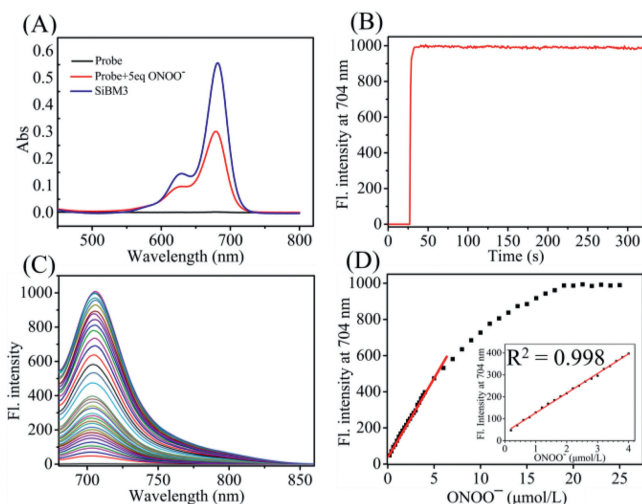 (A)
0.6
0.5
0.4
0.3
0.2
0.1
0.0
Abs
Probe
Probe+5eq ONOO⁻
SiBM3
500 600 700 800
Wavelength (nm)
(B)
1000
800
600
400
200
0
Fl. intensity at 704 nm
0 50 100 150 200 250 300
Time (s)
(C)
1000
800
600
400
200
0
Fl. intensity
700 750 800 850
Wavelength (nm)
(D)
1000
800
600
400
200
0
Fl. intensity at 704 nm
R² = 0.998
400
300
200
100
0
Fl. Intensity at 704 nm
0 1 2 3 4
ONOO⁻ (μmol/L)
0 5 10 15 20 25
ONOO⁻ (μmol/L)